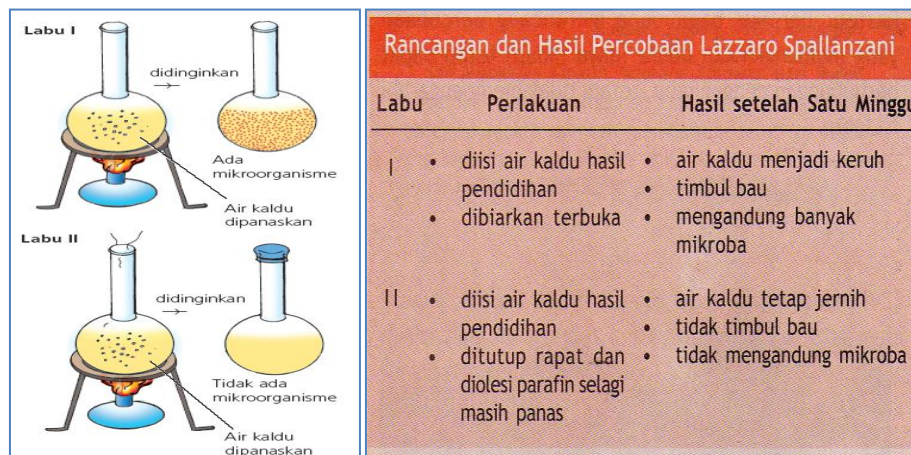 Labu I
didinginkan
Ada
mikroorganisme
Air kaldu
dipanaskan
Labu II
didinginkan
Tidak ada
mikroorganisme
Air kaldu
dipanaskan
Rancangan dan Hasil Percobaan Lazzaro Spallanzani
Labu Perlakuan Hasil setelah Satu Minggu
I • diisi air kaldu hasil • air kaldu menjadi keruh
pendidihan • timbul bau
• dibiarkan terbuka • mengandung banyak
mikroba
II • diisi air kaldu hasil • air kaldu tetap jernih
pendidihan • tidak timbul bau
• ditutup rapat dan • tidak mengandung mikroba
diolesi parafin selagi
masih panas